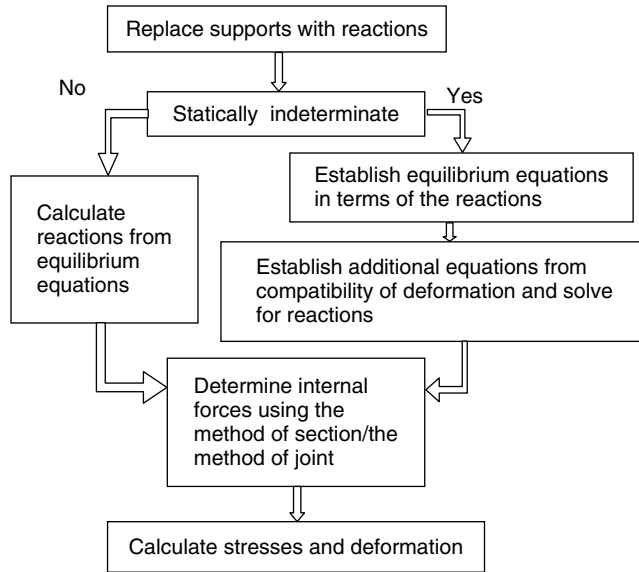 Replace supports with reactions
No
Yes
Statically indeterminate
Calculate
reactions from
equilibrium
equations
Establish equilibrium equations
in terms of the reactions
Establish additional equations from
compatibility of deformation and solve
for reactions
Determine internal
forces using the
method of section/the
method of joint
Calculate stresses and deformation